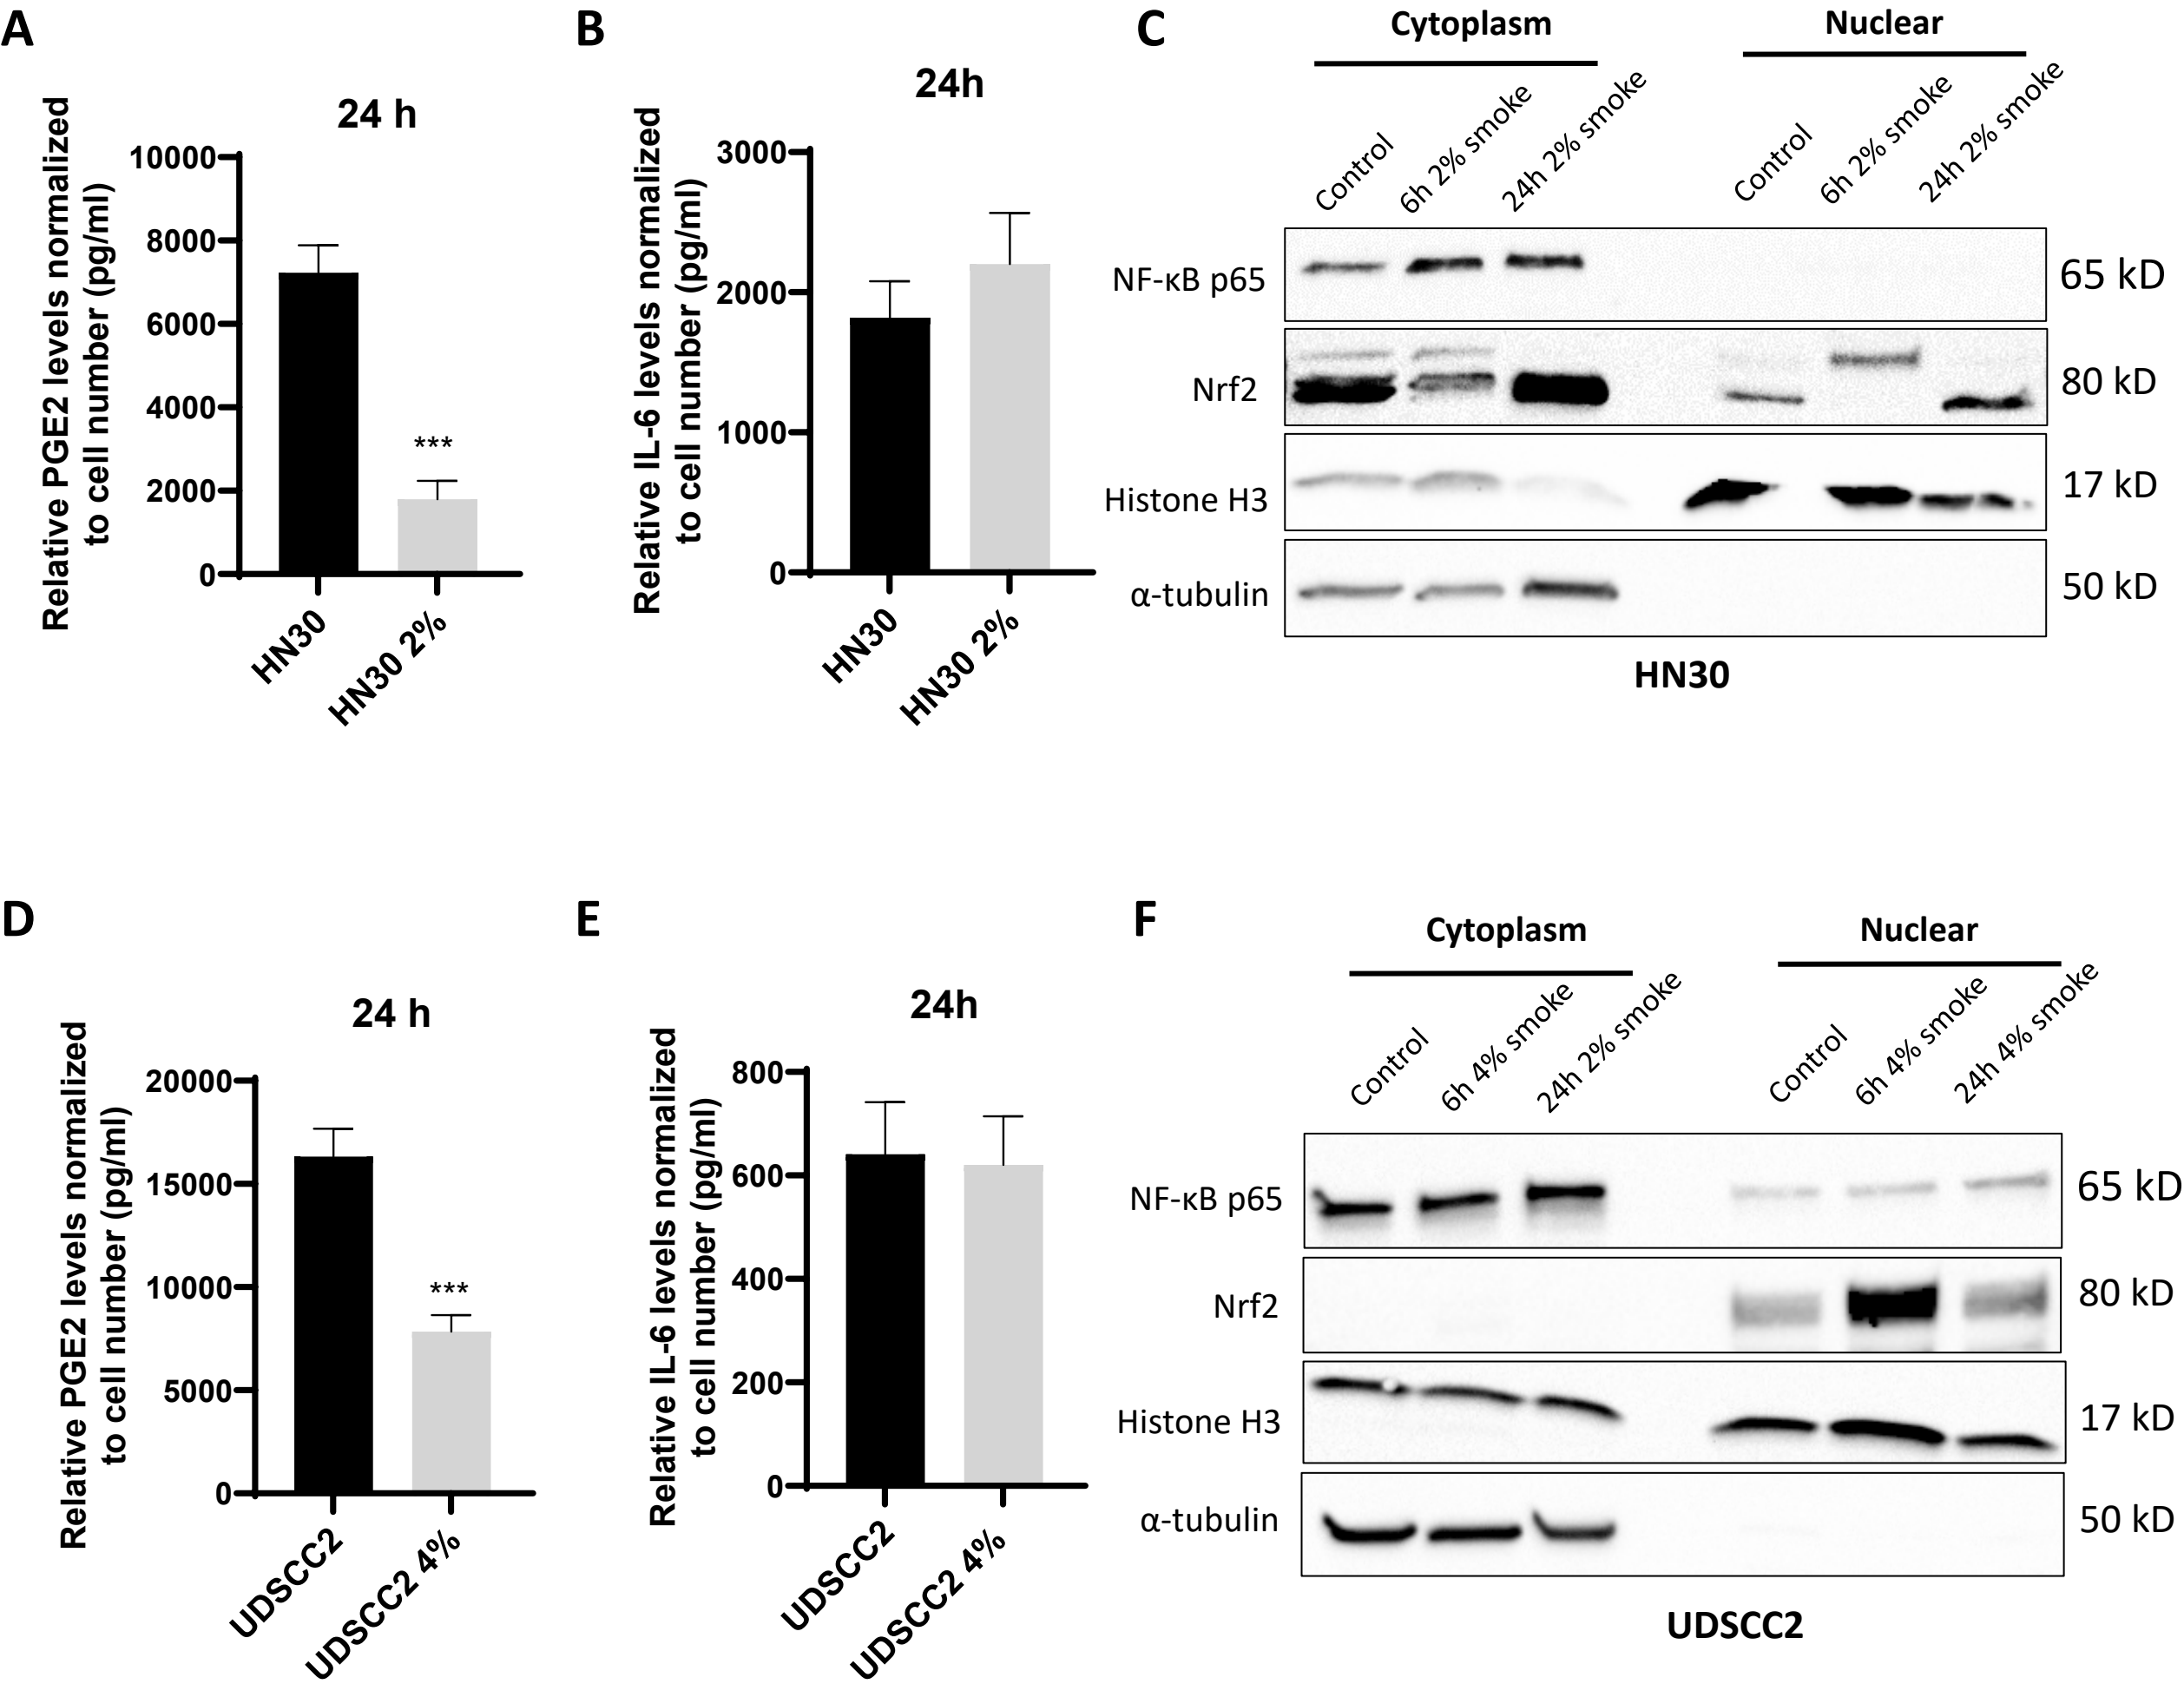 A
24 h
Relative PGE2 levels normalized
to cell number (pg/ml)
10000
8000
6000
4000
2000
0
***
HN30
HN30 2%
B
24h
Relative IL-6 levels normalized
to cell number (pg/ml)
3000
2000
1000
0
HN30
HN30 2%
C
Cytoplasm
Nuclear
Control
6h 2% smoke
24h 2% smoke
Control
6h 2% smoke
24h 2% smoke
NF-κB p65
65 kD
Nrf2
80 kD
Histone H3
17 kD
α-tubulin
50 kD
HN30
D
24 h
Relative PGE2 levels normalized
to cell number (pg/ml)
20000
15000
10000
5000
0
***
UDSCC2
UDSCC2 4%
E
24h
Relative IL-6 levels normalized
to cell number (pg/ml)
800
600
400
200
0
UDSCC2
UDSCC2 4%
F
Cytoplasm
Nuclear
Control
6h 4% smoke
24h 2% smoke
Control
6h 4% smoke
24h 4% smoke
NF-κB p65
65 kD
Nrf2
80 kD
Histone H3
17 kD
α-tubulin
50 kD
UDSCC2